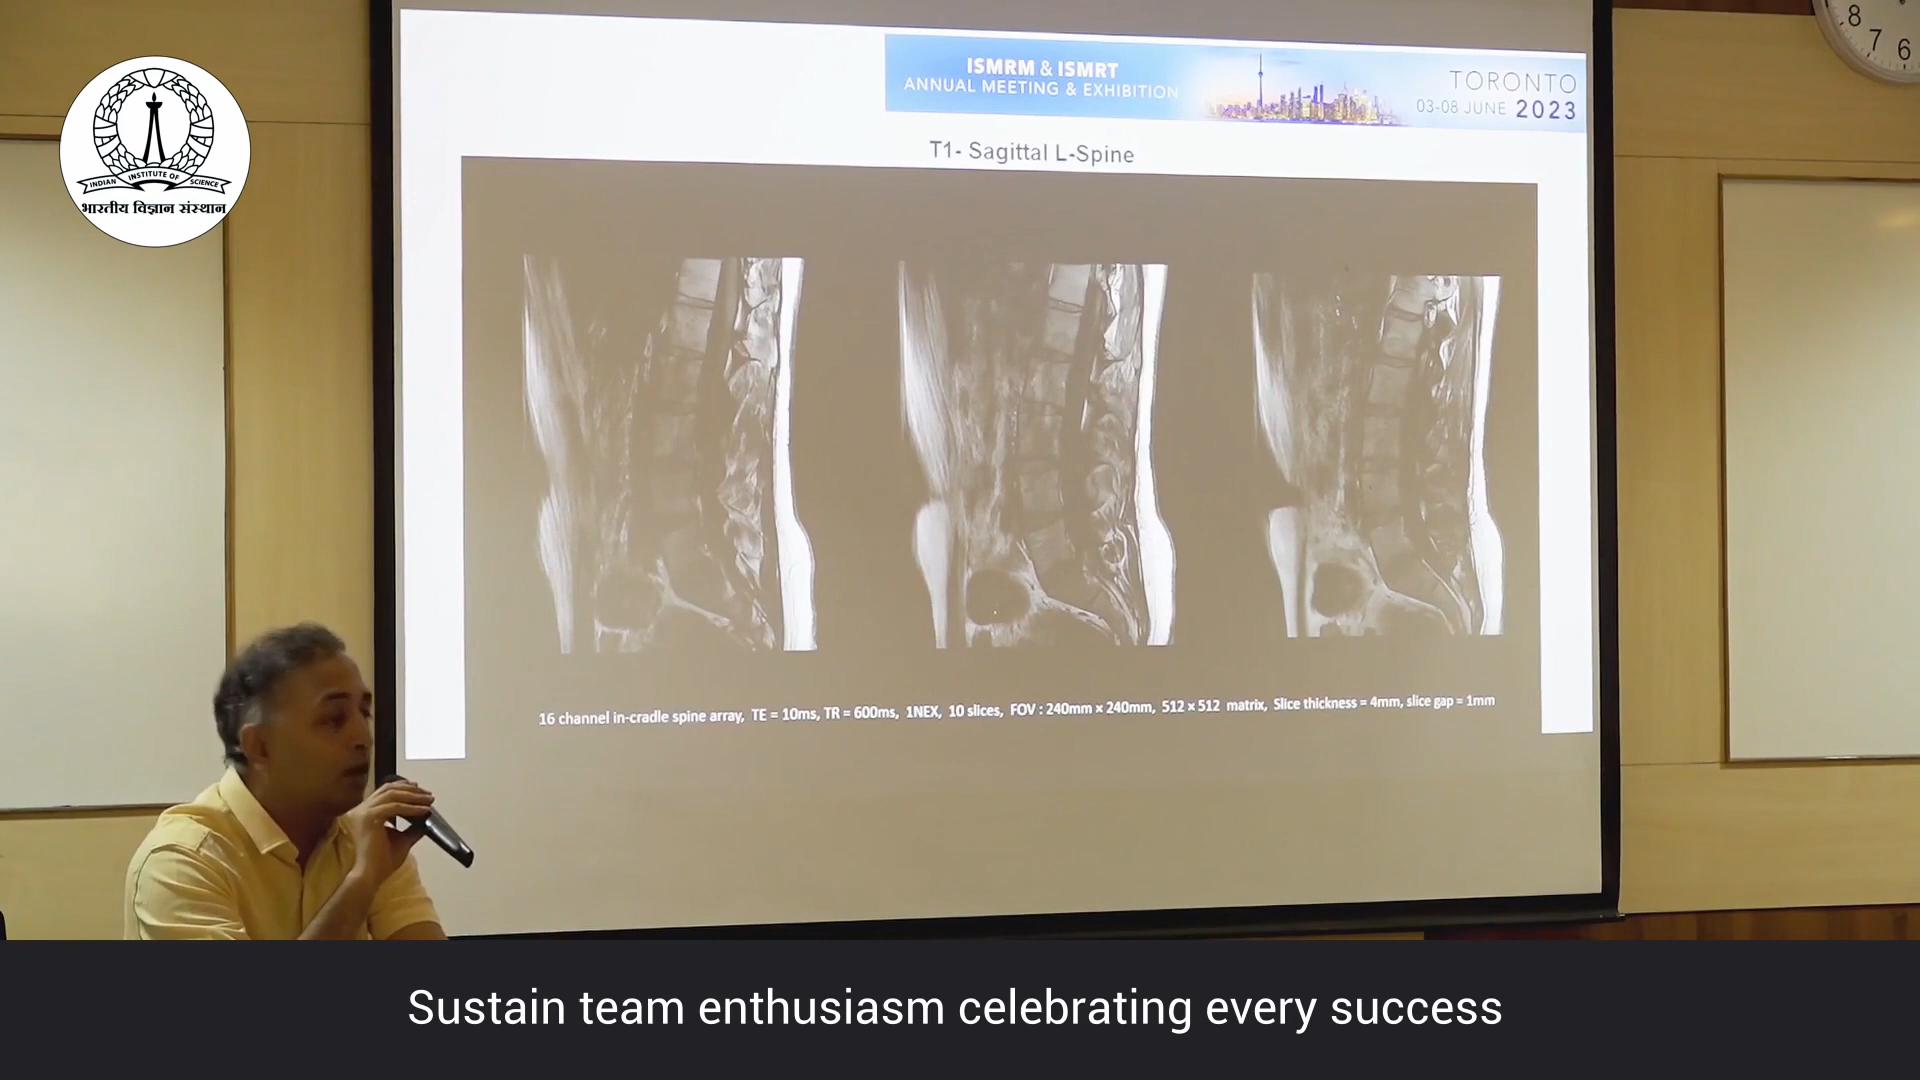 8
7
6
ISMRM & ISMRT
ANNUAL MEETING & EXHIBITION
TORONTO
03-08 JUNE 2023
INDIAN INSTITUTE OF SCIENCE
भारतीय विज्ञान संस्थान
T1- Sagittal L-Spine
16 channel in-cradle spine array, TE = 10ms, TR = 600ms, 1NEX, 10 slices, FOV : 240mm x 240mm, 512 x 512 matrix, Slice thickness = 4mm, slice gap = 1mm
Sustain team enthusiasm celebrating every success